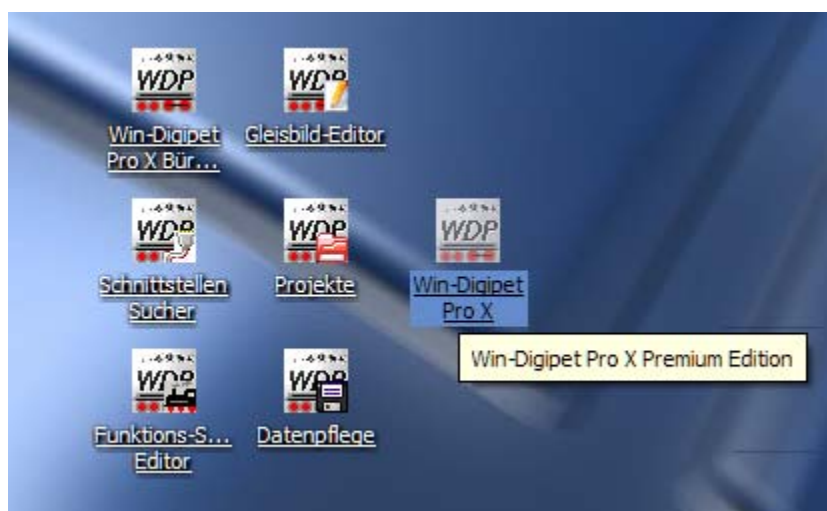 WDP
WDP
Win-Digipet
Pro X Bür...
Gleisbild-Editor
WDP
WDP
WDP
Schnittstellen
Sucher
Projekte
Win-Digipet
Pro X
Win-Digipet Pro X Premium Edition
WDP
WDP
Funktions-S...
Editor
Datenpflege